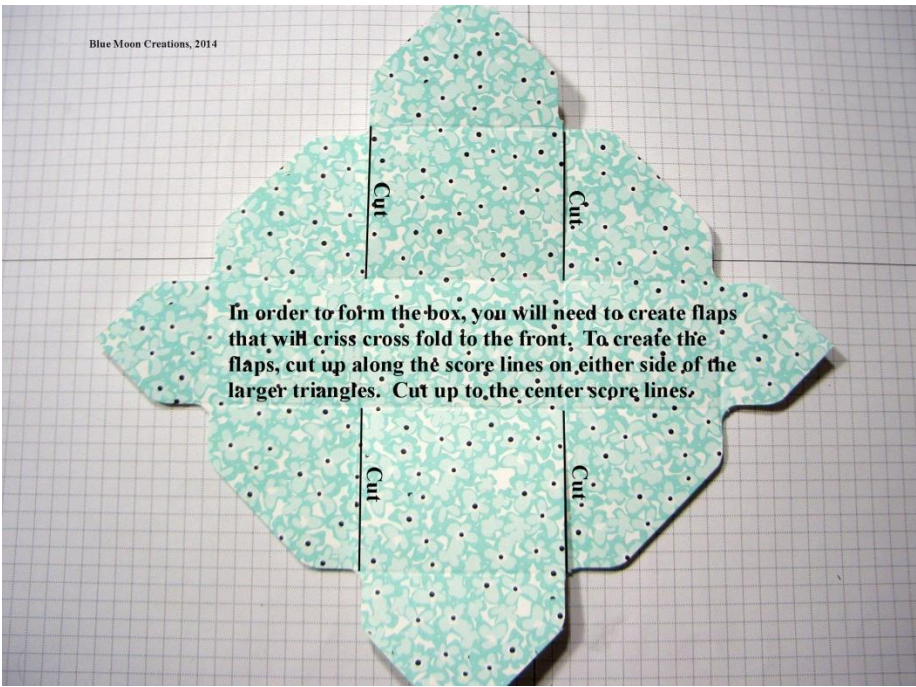 Blue Moon Creations, 2014
Cut
Cut
In order to form the box, you will need to create flaps
that will criss cross fold to the front.  To create the
flaps, cut up along the score lines on either side of the
larger triangles.  Cut up to the center score lines.
Cut
Cut